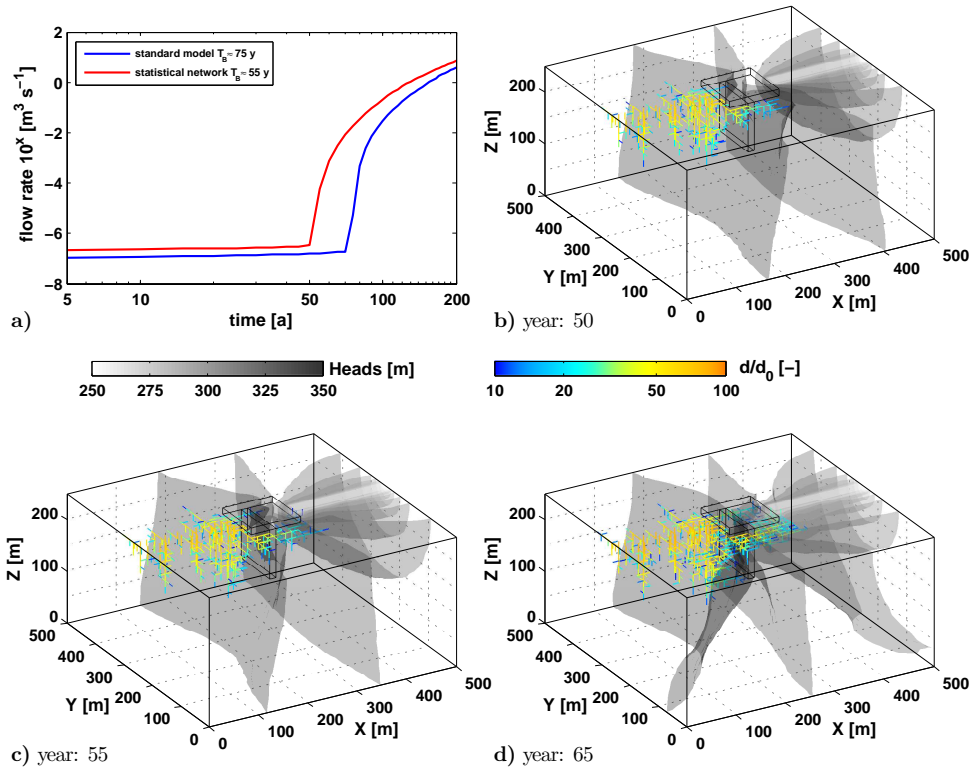 standard model T_B ≈ 75 y
statistical network T_B ≈ 55 y
flow rate 10^x [m^3 s^-1]
2
0
−2
−4
−6
−8
5 10 50 100 200
time [a]
a)
Z [m]
200
100
0
500
400
300
200
100
0
Y [m]
0
100
200
300
400
500
X [m]
b) year: 50
Heads [m]
250 275 300 325 350
d/d_0 [−]
10 20 50 100
Z [m]
200
100
0
500
400
300
200
100
0
Y [m]
0
100
200
300
400
500
X [m]
c) year: 55
Z [m]
200
100
0
500
400
300
200
100
0
Y [m]
0
100
200
300
400
500
X [m]
d) year: 65